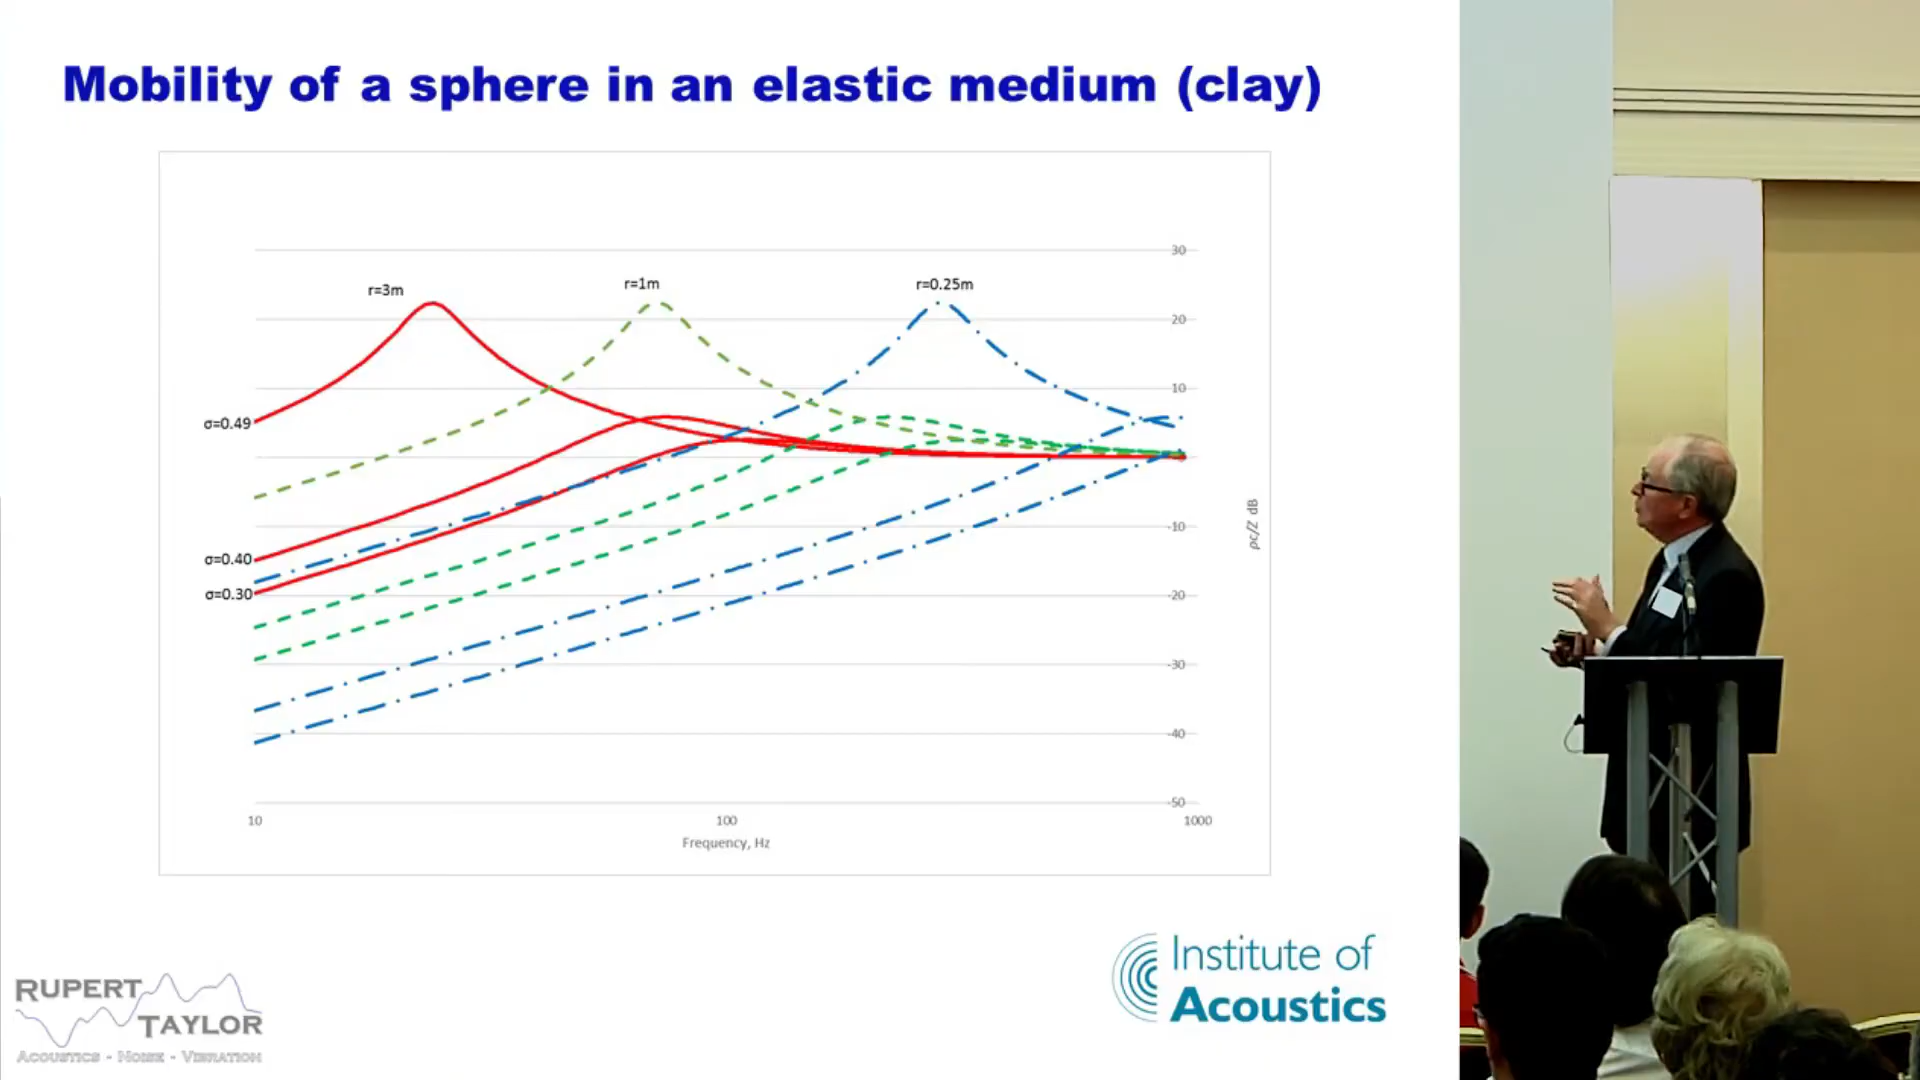 Mobility of a sphere in an elastic medium (clay)
30
r=3m
r=1m
r=0.25m
20
10
σ=0.49
-10
ρc/Z dB
σ=0.40
σ=0.30
-20
-30
-40
-50
10
100
1000
Frequency, Hz
Institute of
Acoustics
RUPERT
TAYLOR
ACOUSTICS - NOISE - VIBRATION